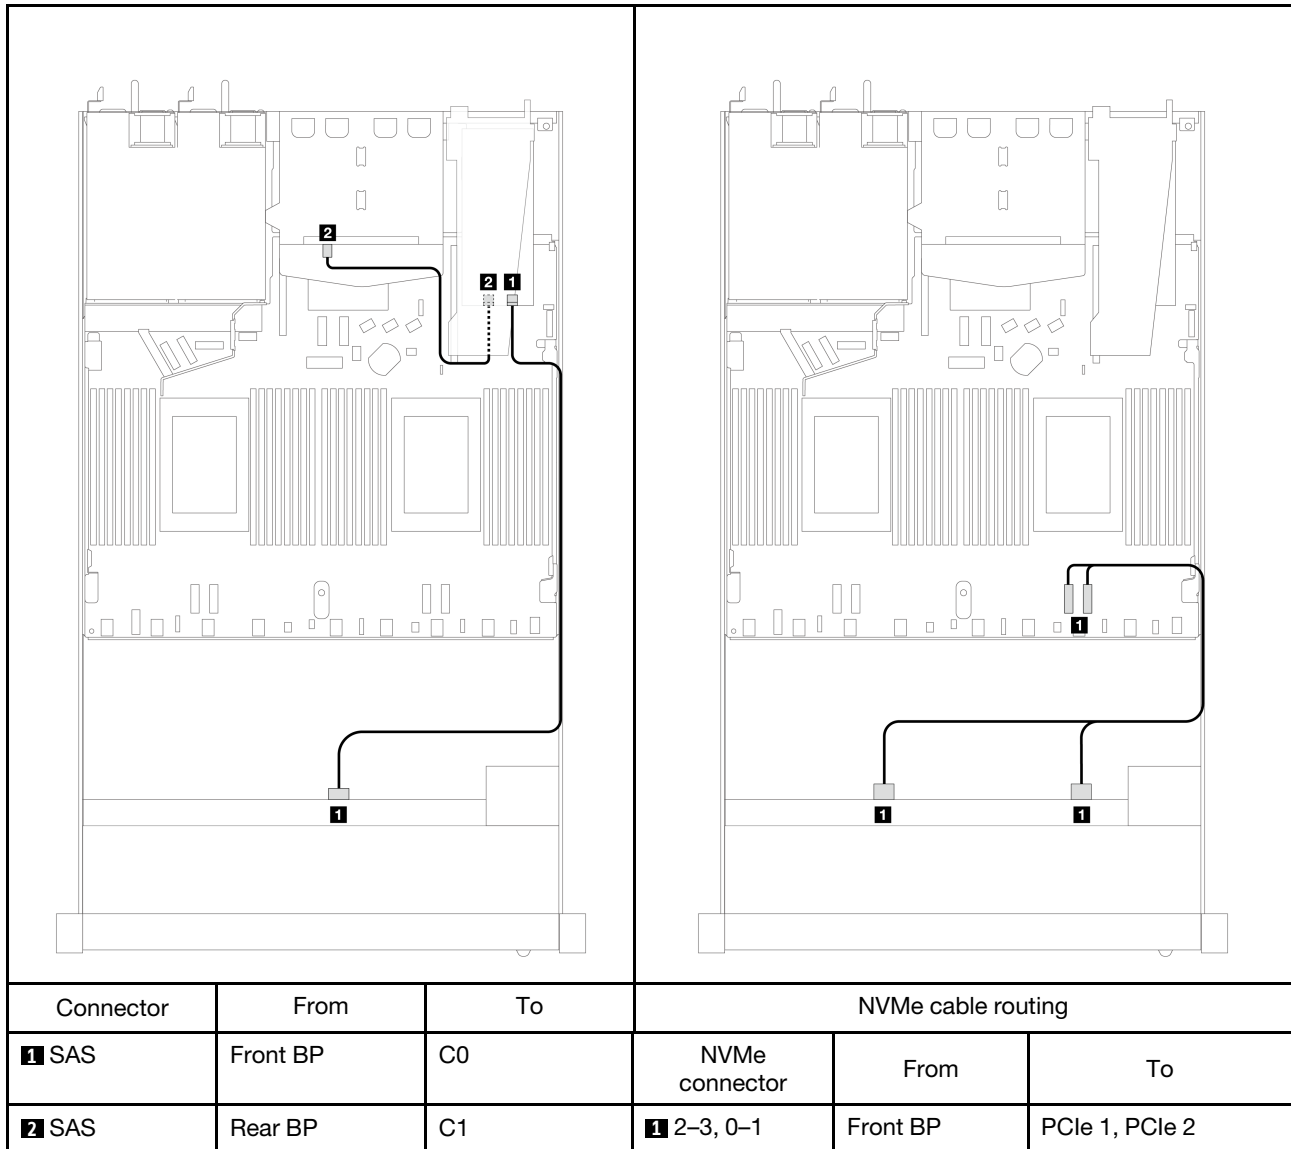 2
2 1
1
1
1 1
Connector From To
1 SAS Front BP C0
2 SAS Rear BP C1
NVMe cable routing
NVMe connector From To
1 2–3, 0–1 Front BP PCIe 1, PCIe 2